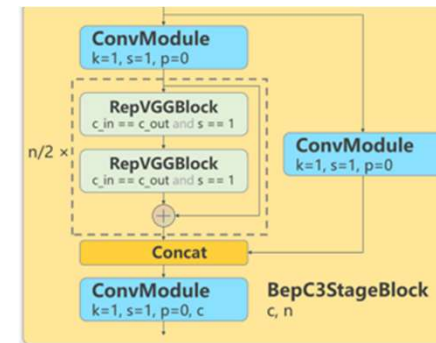 ConvModule
k=1, s=1, p=0
RepVGGBlock
c_in == c_out and s == 1
n/2 ×
RepVGGBlock
c_in == c_out and s == 1
ConvModule
k=1, s=1, p=0
+
Concat
ConvModule
k=1, s=1, p=0, c
BepC3StageBlock
c, n